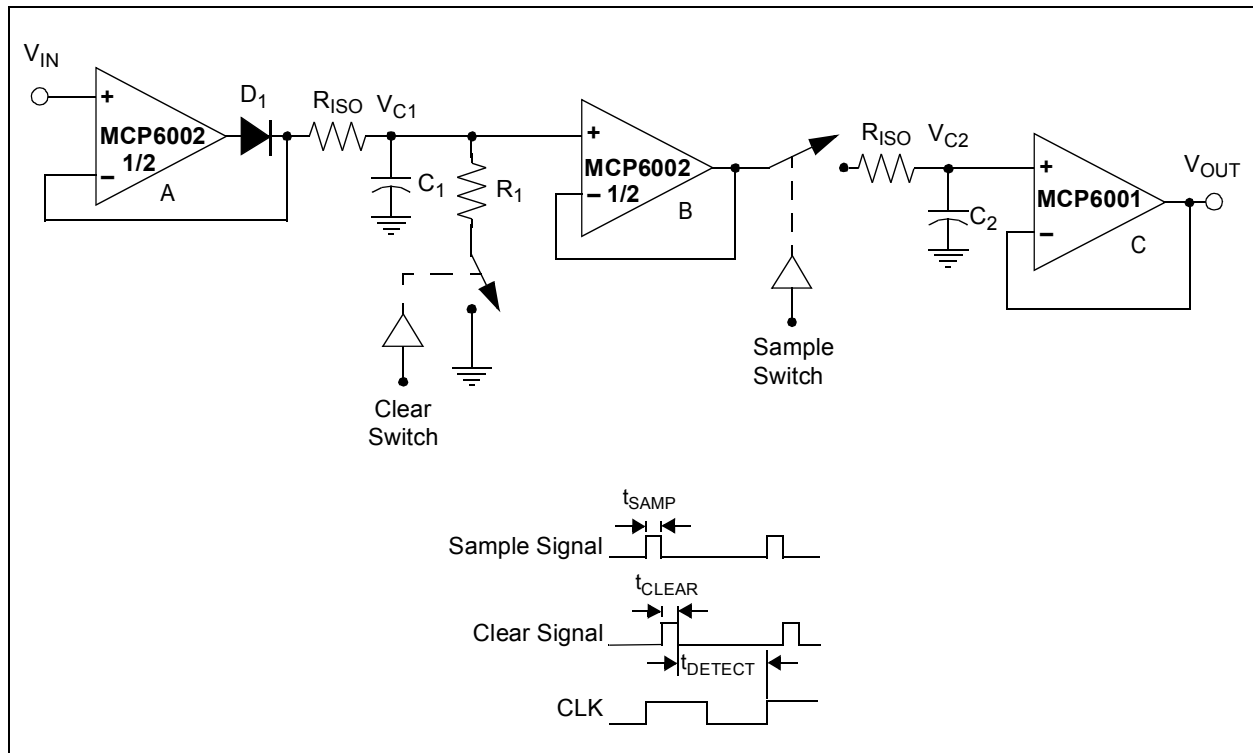 V_IN
+
MCP6002
1/2
−
A
D_1
R_ISO
V_C1
C_1
R_1
Clear
Switch
+
MCP6002
− 1/2
B
Sample
Switch
R_ISO
V_C2
C_2
+
MCP6001
−
C
V_OUT
t_SAMP
Sample Signal
t_CLEAR
Clear Signal
t_DETECT
CLK